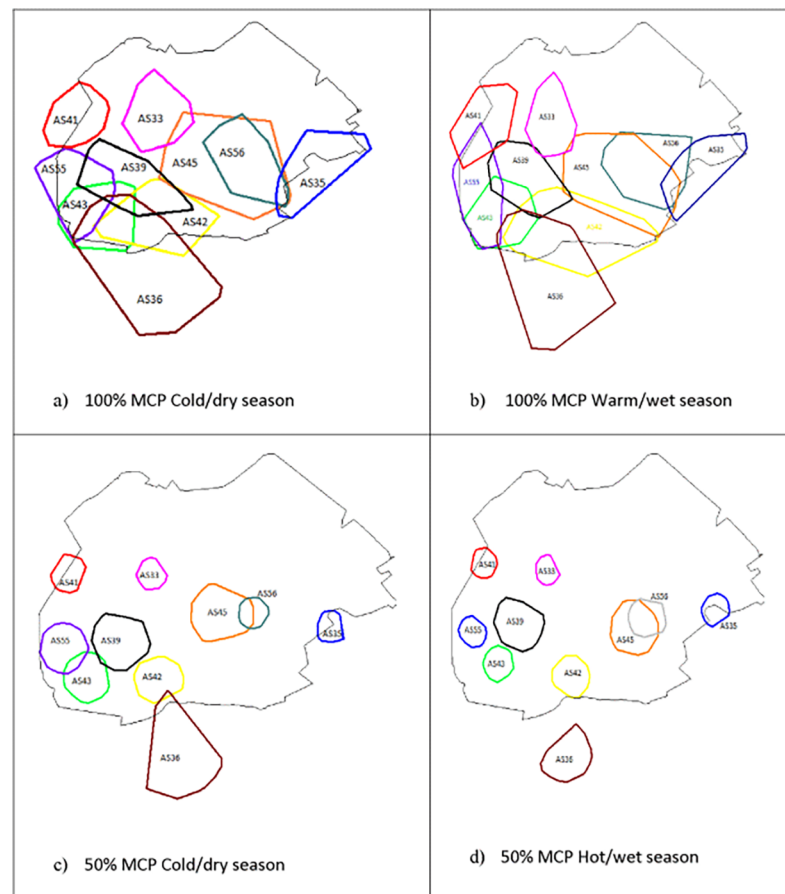 AS41
AS33
AS39
AS45
AS56
AS55
AS35
AS43
AS42
AS36
a) 100% MCP Cold/dry season
AS41
AS33
AS56
AS35
AS39
AS45
AS55
AS42
AS36
b) 100% MCP Warm/wet season
AS41
AS33
AS56
AS45
AS55
AS39
AS35
AS43
AS42
AS36
c) 50% MCP Cold/dry season
AS41
AS33
AS56
AS39
AS55
AS45
AS35
AS43
AS42
AS36
d) 50% MCP Hot/wet season